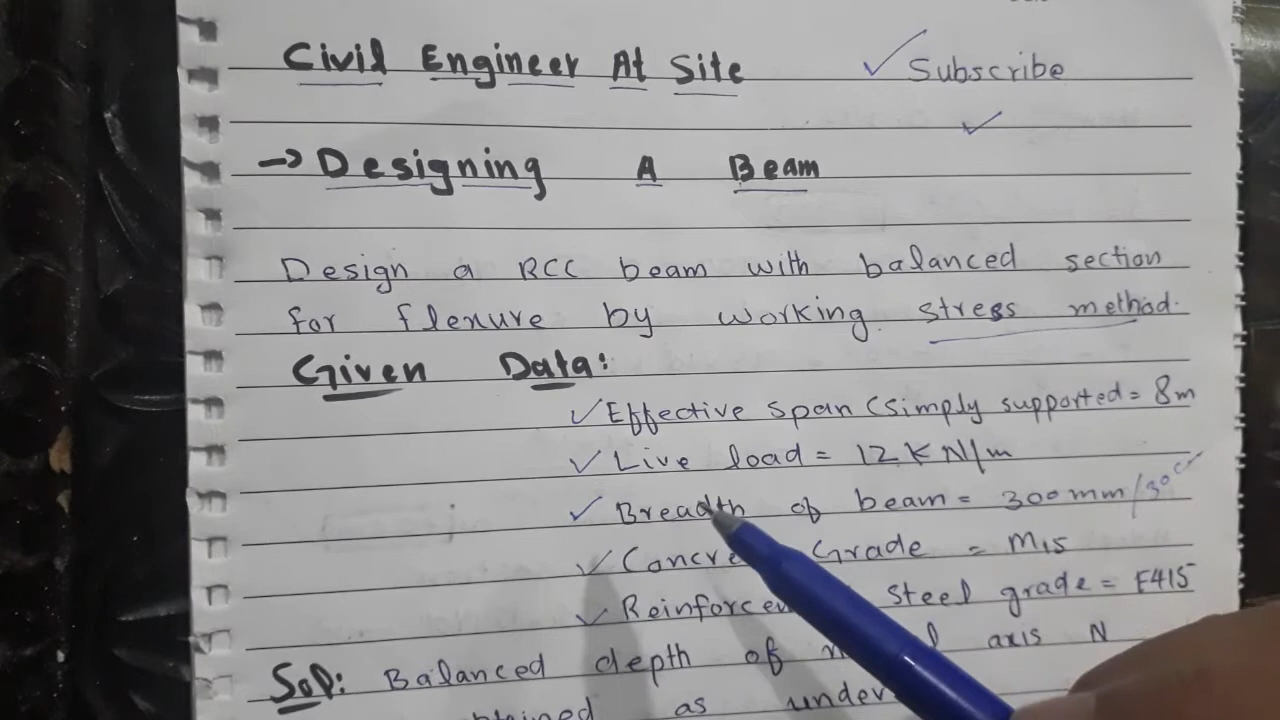 Civil Engineer At Site ✓ Subscribe
✓
→ Designing A Beam
Design a RCC beam with balanced section
for flexure by working stress method.
Given Data:
✓ Effective span (simply supported = 8m
✓ Live load = 12 KN/m
✓ Breadth of beam = 300mm/30cm
✓ Grade = M15
✓ steel grade = F415
Sol: Balanced depth of axis N
as under